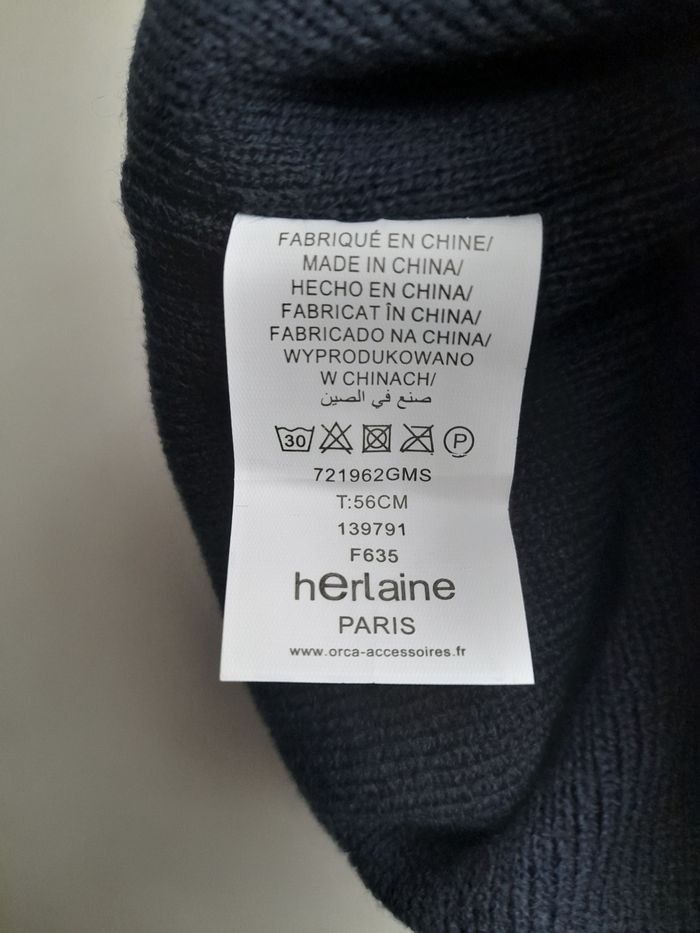 FABRIQUÉ EN CHINE/
MADE IN CHINA/
HECHO EN CHINA/
FABRICAT ÎN CHINA/
FABRICADO NA CHINA/
WYPRODUKOWANO
W CHINACH/
صنع في الصين
30 P
721962GMS
T:56CM
139791
F635
herlaine
PARIS
www.orca-accessoires.fr